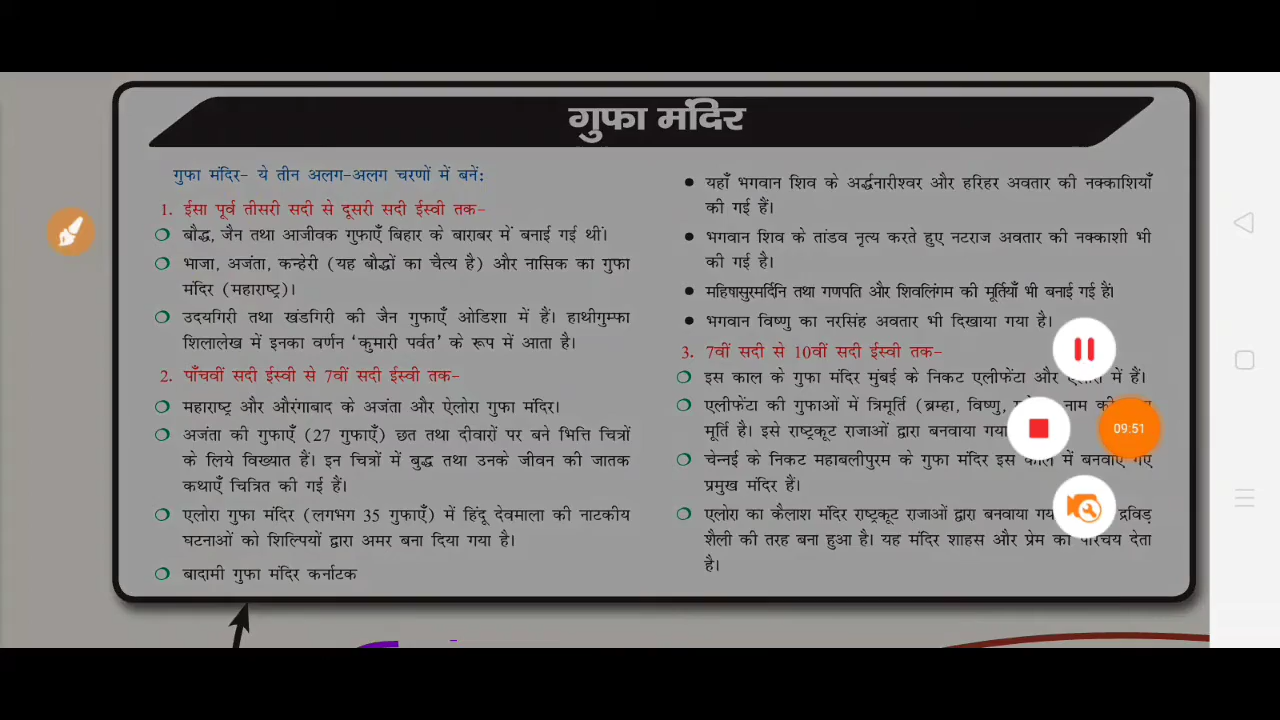 गुफा मंदिर
गुफा मंदिर- ये तीन अलग-अलग चरणों में बनें:
1. ईसा पूर्व तीसरी सदी से दूसरी सदी ईस्वी तक-
बौद्ध, जैन तथा आजीवक गुफाएँ बिहार के बाराबर में बनाई गई थीं।
भाजा, अजंता, कन्हेरी (यह बौद्धों का चैत्य है) और नासिक का गुफा
मंदिर (महाराष्ट्र)।
उदयगिरी तथा खंडगिरी की जैन गुफाएँ ओडिशा में हैं। हाथीगुम्फा
शिलालेख में इनका वर्णन ‘कुमारी पर्वत’ के रूप में आता है।
2. पाँचवीं सदी ईस्वी से 7वीं सदी ईस्वी तक-
महाराष्ट्र और औरंगाबाद के अजंता और ऐलोरा गुफा मंदिर।
अजंता की गुफाएँ (27 गुफाएँ) छत तथा दीवारों पर बने भित्ति चित्रों
के लिये विख्यात हैं। इन चित्रों में बुद्ध तथा उनके जीवन की जातक
कथाएँ चित्रित की गई हैं।
एलोरा गुफा मंदिर (लगभग 35 गुफाएँ) में हिंदू देवमाला की नाटकीय
घटनाओं को शिल्पियों द्वारा अमर बना दिया गया है।
बादामी गुफा मंदिर कर्नाटक
यहाँ भगवान शिव के अर्द्धनारीश्वर और हरिहर अवतार की नक्काशियाँ
की गई हैं।
भगवान शिव के तांडव नृत्य करते हुए नटराज अवतार की नक्काशी भी
की गई है।
महिषासुरमर्दिनि तथा गणपति और शिवलिंगम की मूर्तियाँ भी बनाई गई हैं।
भगवान विष्णु का नरसिंह अवतार भी दिखाया गया है।
3. 7वीं सदी से 10वीं सदी ईस्वी तक-
इस काल के गुफा मंदिर मुंबई के निकट एलीफेंटा और में हैं।
एलीफेंटा की गुफाओं में त्रिमूर्ति (ब्रम्हा, विष्णु, नाम की
मूर्ति है। इसे राष्ट्रकूट राजाओं द्वारा बनवाया गया
चेन्नई के निकट महाबलीपुरम के गुफा मंदिर इस काल में बनवाए गए
प्रमुख मंदिर हैं।
एलोरा का कैलाश मंदिर राष्ट्रकूट राजाओं द्वारा बनवाया द्रविड़
शैली की तरह बना हुआ है। यह मंदिर शाहस और प्रेम का परिचय देता
है।
09:51